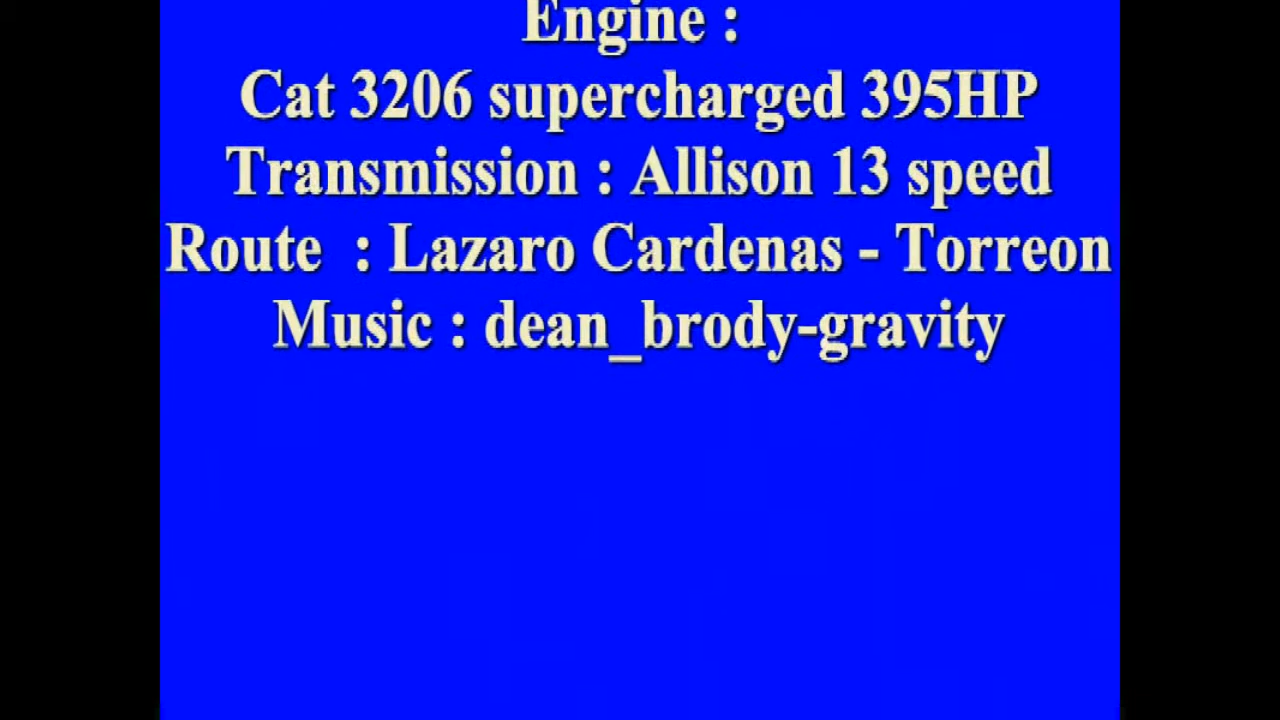 Engine :
Cat 3206 supercharged 395HP
Transmission : Allison 13 speed
Route  : Lazaro Cardenas - Torreon
Music : dean_brody-gravity